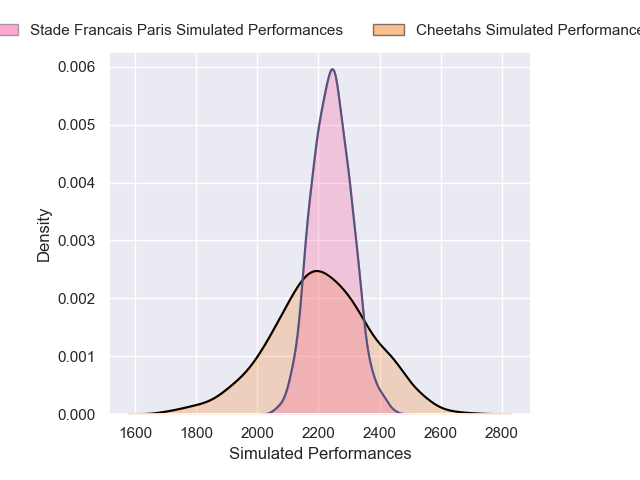 Stade Francais Paris Simulated Performances
Cheetahs Simulated Performance
0.006
0.005
0.004
0.003
0.002
0.001
0.000
Density
1600 1800 2000 2200 2400 2600 2800
Simulated Performances